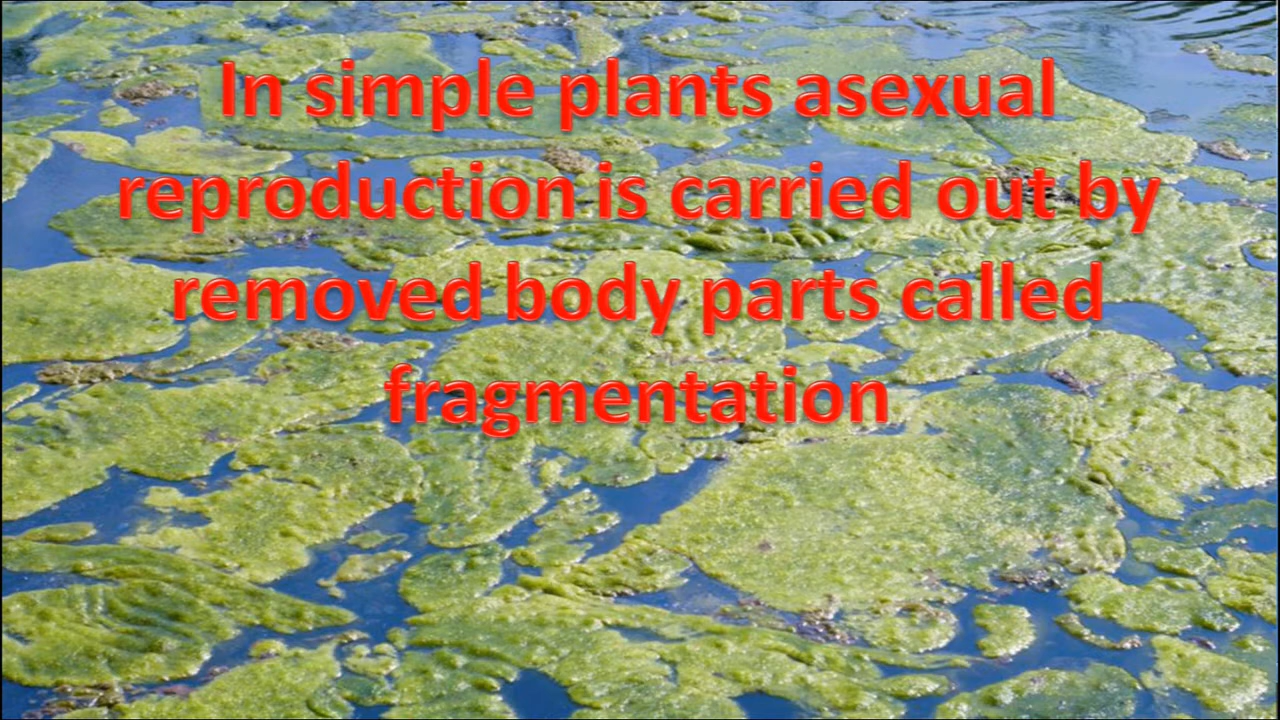 In simple plants asexual
reproduction is carried out by
removed body parts called
fragmentation